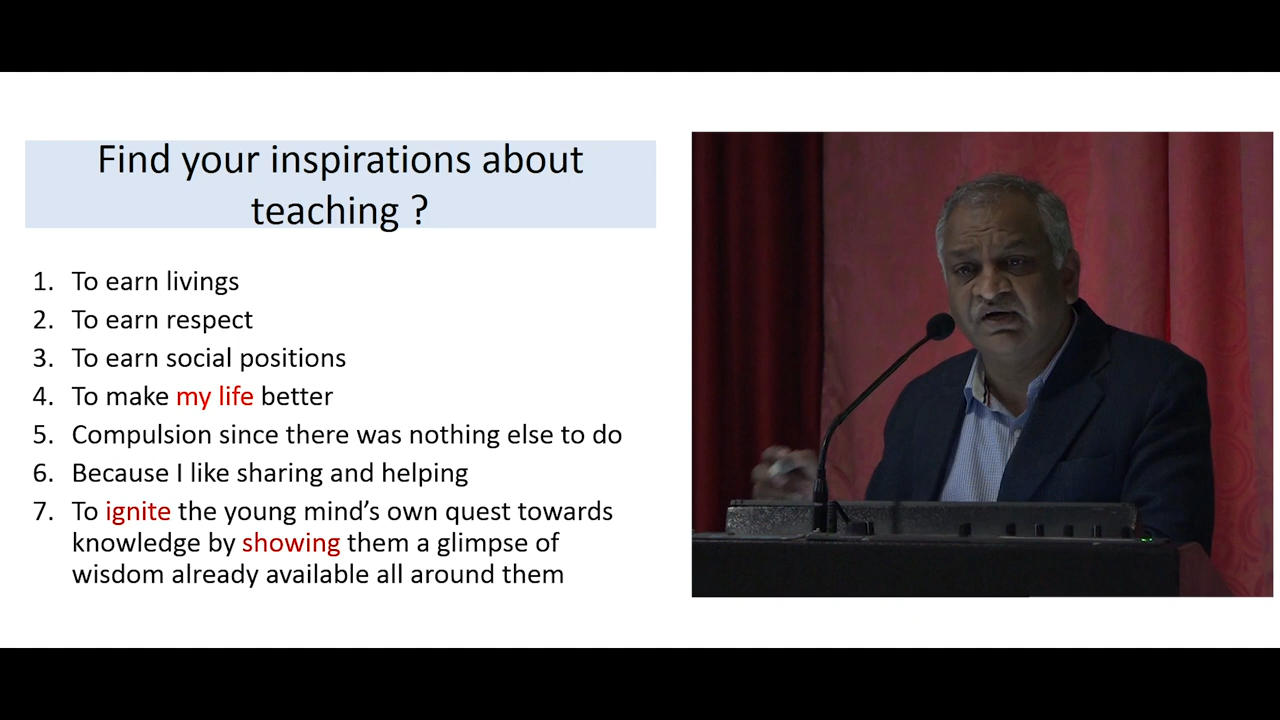 Find your inspirations about
teaching ?
1. To earn livings
2. To earn respect
3. To earn social positions
4. To make my life better
5. Compulsion since there was nothing else to do
6. Because I like sharing and helping
7. To ignite the young mind’s own quest towards
knowledge by showing them a glimpse of
wisdom already available all around them